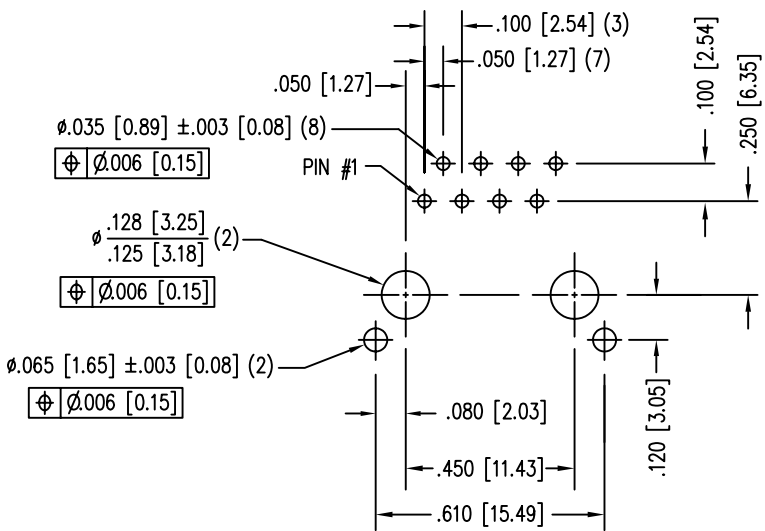 .100 [2.54] (3)
.050 [1.27] (7)
.050 [1.27]
.100 [2.54]
.250 [6.35]
⌀.035 [0.89] ±.003 [0.08] (8)
⌖ ⌀.006 [0.15]
PIN #1
⌀ .128 [3.25]
.125 [3.18] (2)
⌖ ⌀.006 [0.15]
⌀.065 [1.65] ±.003 [0.08] (2)
⌖ ⌀.006 [0.15]
.080 [2.03]
.120 [3.05]
.450 [11.43]
.610 [15.49]